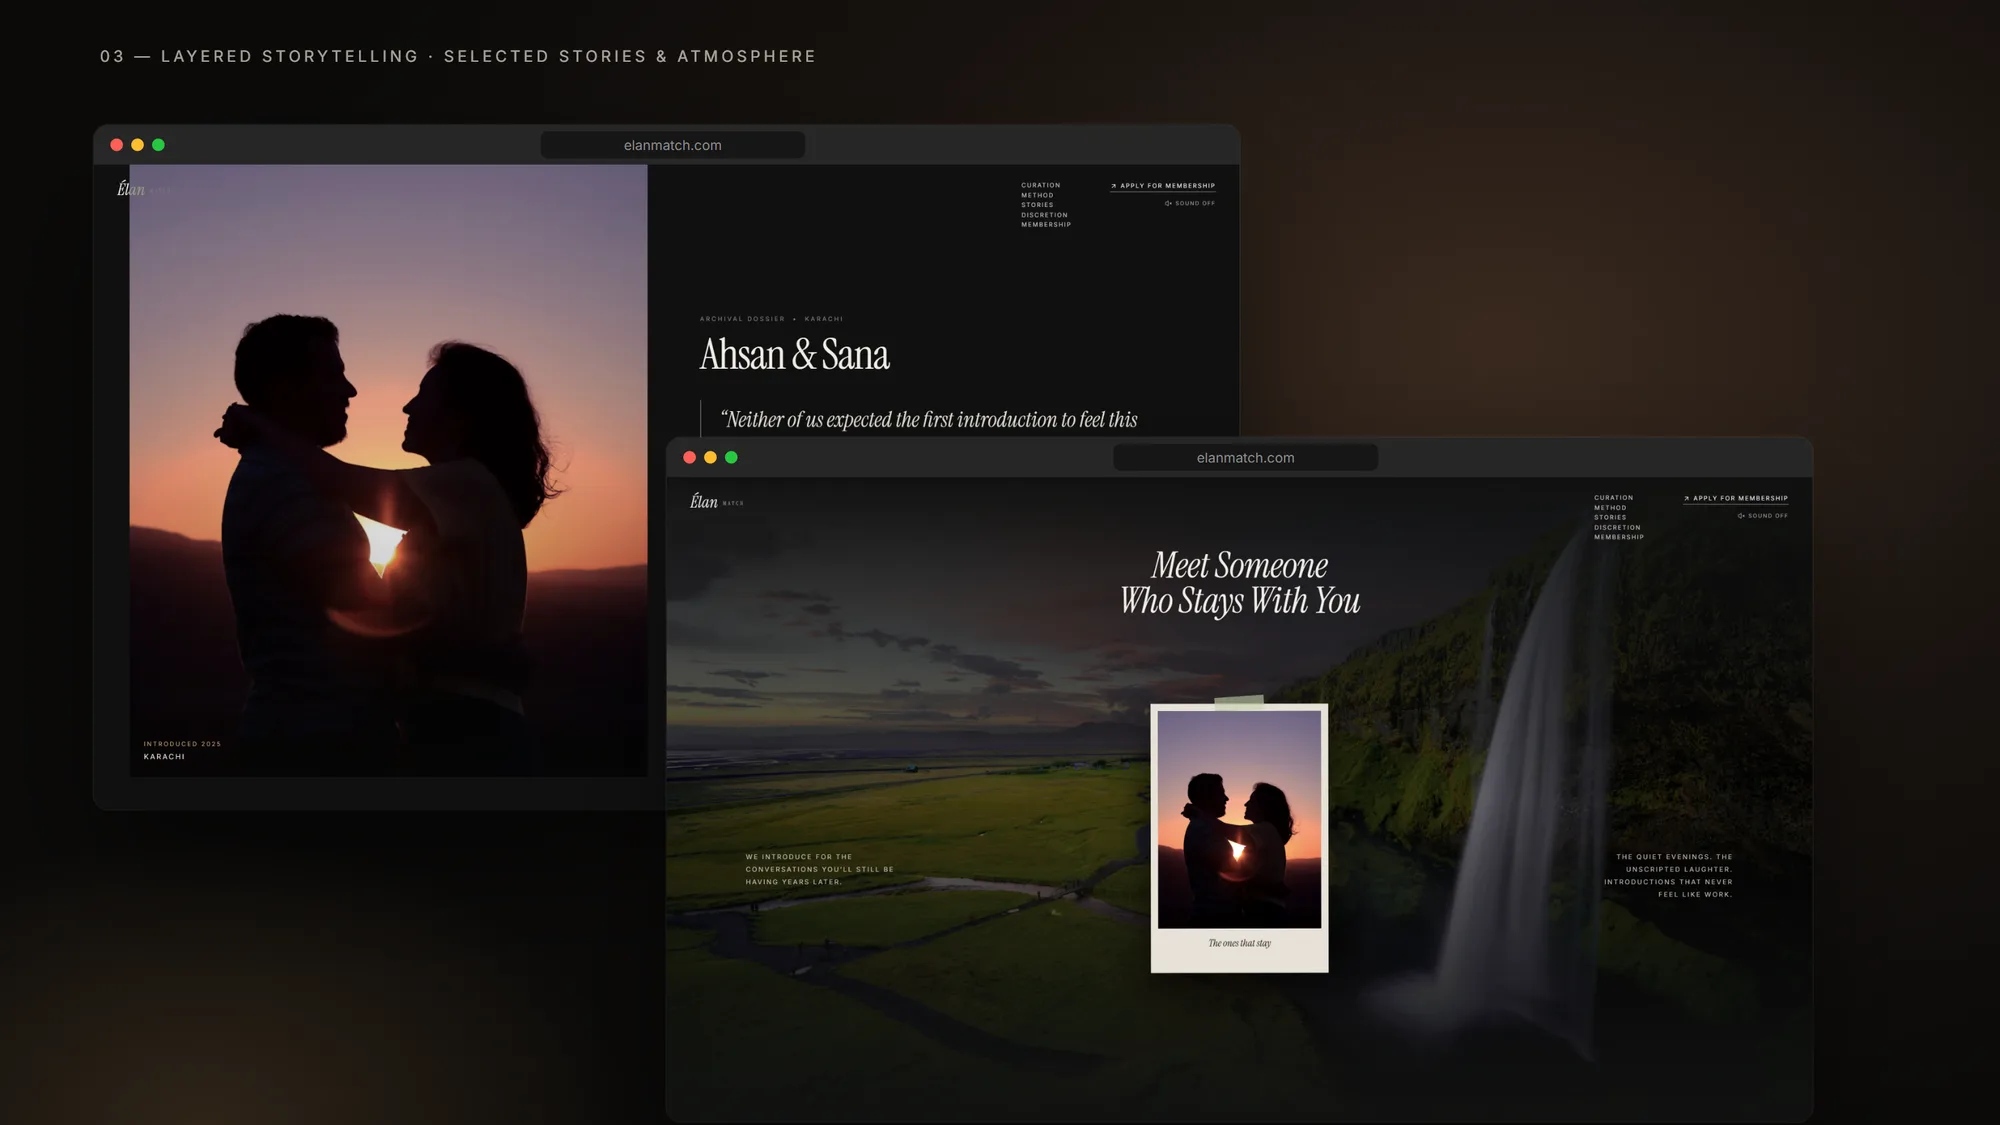 03 — LAYERED STORYTELLING · SELECTED STORIES & ATMOSPHERE
elanmatch.com
Élan
CURATION
METHOD
STORIES
DISCRETION
MEMBERSHIP
APPLY FOR MEMBERSHIP
SOUND OFF
ARCHIVAL DOSSIER • KARACHI
Ahsan & Sana
“Neither of us expected the first introduction to feel this
INTRODUCED 2025
KARACHI
elanmatch.com
Élan MATCH
CURATION
METHOD
STORIES
DISCRETION
MEMBERSHIP
APPLY FOR MEMBERSHIP
SOUND OFF
Meet Someone
Who Stays With You
WE INTRODUCE FOR THE
CONVERSATIONS YOU'LL STILL BE
HAVING YEARS LATER.
The ones that stay
THE QUIET EVENINGS. THE
UNSCRIPTED LAUGHTER.
INTRODUCTIONS THAT NEVER
FEEL LIKE WORK.